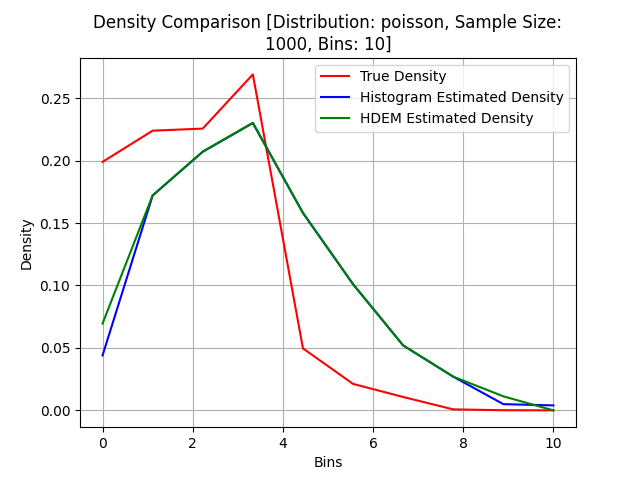 Density Comparison [Distribution: poisson, Sample Size:
1000, Bins: 10]
True Density
Histogram Estimated Density
HDEM Estimated Density
Density
0.25
0.20
0.15
0.10
0.05
0.00
0 2 4 6 8 10
Bins